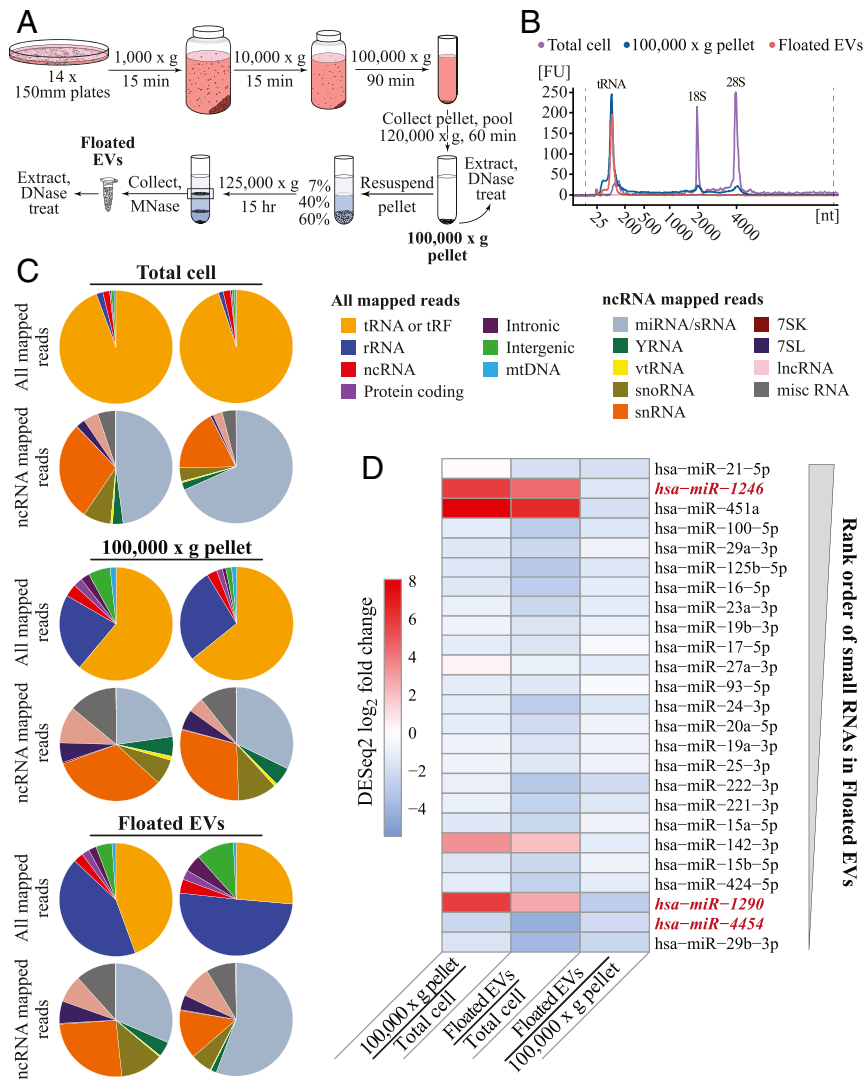 A
14 x
150mm plates
1,000 x g
15 min
10,000 x g
15 min
100,000 x g
90 min
Collect pellet, pool
120,000 x g, 60 min
Extract,
DNase
treat
100,000 x g
pellet
Resuspend
pellet
7%
40%
60%
125,000 x g
15 hr
Collect,
MNase
Floated
EVs
Extract,
DNase
treat
B
Total cell
100,000 x g pellet
Floated EVs
[FU]
250
200
150
100
50
0
tRNA
18S
28S
25
200
500
1000
2000
4000
[nt]
C
Total cell
All mapped
reads
ncRNA mapped
reads
100,000 x g pellet
All mapped
reads
ncRNA mapped
reads
Floated EVs
All mapped
reads
ncRNA mapped
reads
All mapped reads
tRNA or tRF
rRNA
ncRNA
Protein coding
Intronic
Intergenic
mtDNA
ncRNA mapped reads
miRNA/sRNA
YRNA
vtRNA
snoRNA
snRNA
7SK
7SL
lncRNA
misc RNA
D
DESeq2 log2 fold change
8
6
4
2
0
−2
−4
hsa−miR−21−5p
hsa−miR−1246
hsa−miR−451a
hsa−miR−100−5p
hsa−miR−29a−3p
hsa−miR−125b−5p
hsa−miR−16−5p
hsa−miR−23a−3p
hsa−miR−19b−3p
hsa−miR−17−5p
hsa−miR−27a−3p
hsa−miR−93−5p
hsa−miR−24−3p
hsa−miR−20a−5p
hsa−miR−19a−3p
hsa−miR−25−3p
hsa−miR−222−3p
hsa−miR−221−3p
hsa−miR−15a−5p
hsa−miR−142−3p
hsa−miR−15b−5p
hsa−miR−424−5p
hsa−miR−1290
hsa−miR−4454
hsa−miR−29b−3p
Rank order of small RNAs in Floated EVs
100,000 x g pellet
Total cell
Floated EVs
Total cell
Floated EVs
100,000 x g pellet